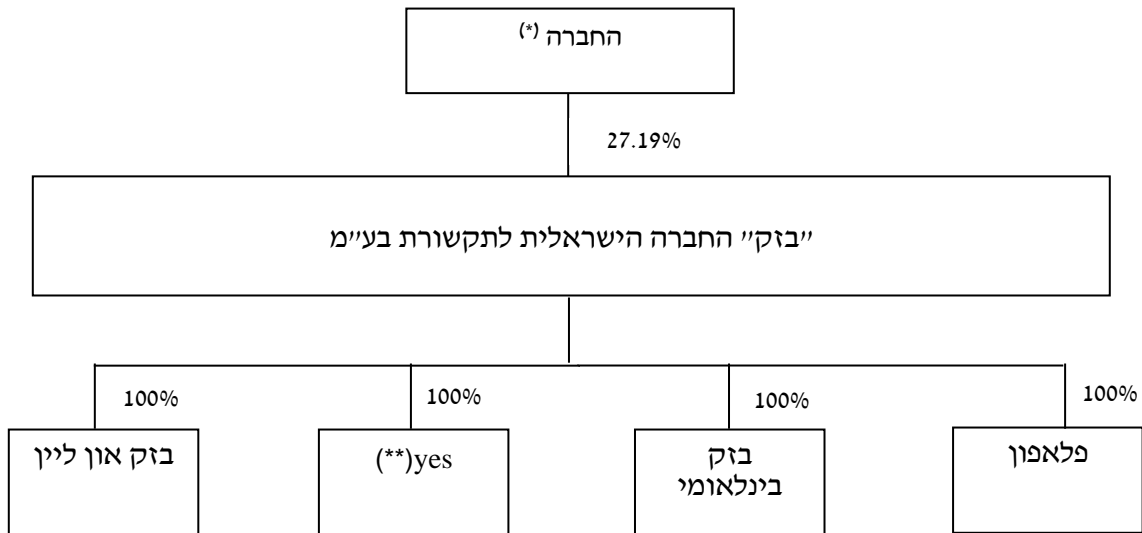 החברה (*)
27.19%
"בזק" החברה הישראלית לתקשורת בע"מ
100%
100%
100%
100%
פלאפון
בזק
בינלאומי
yes(**)
בזק און ליין